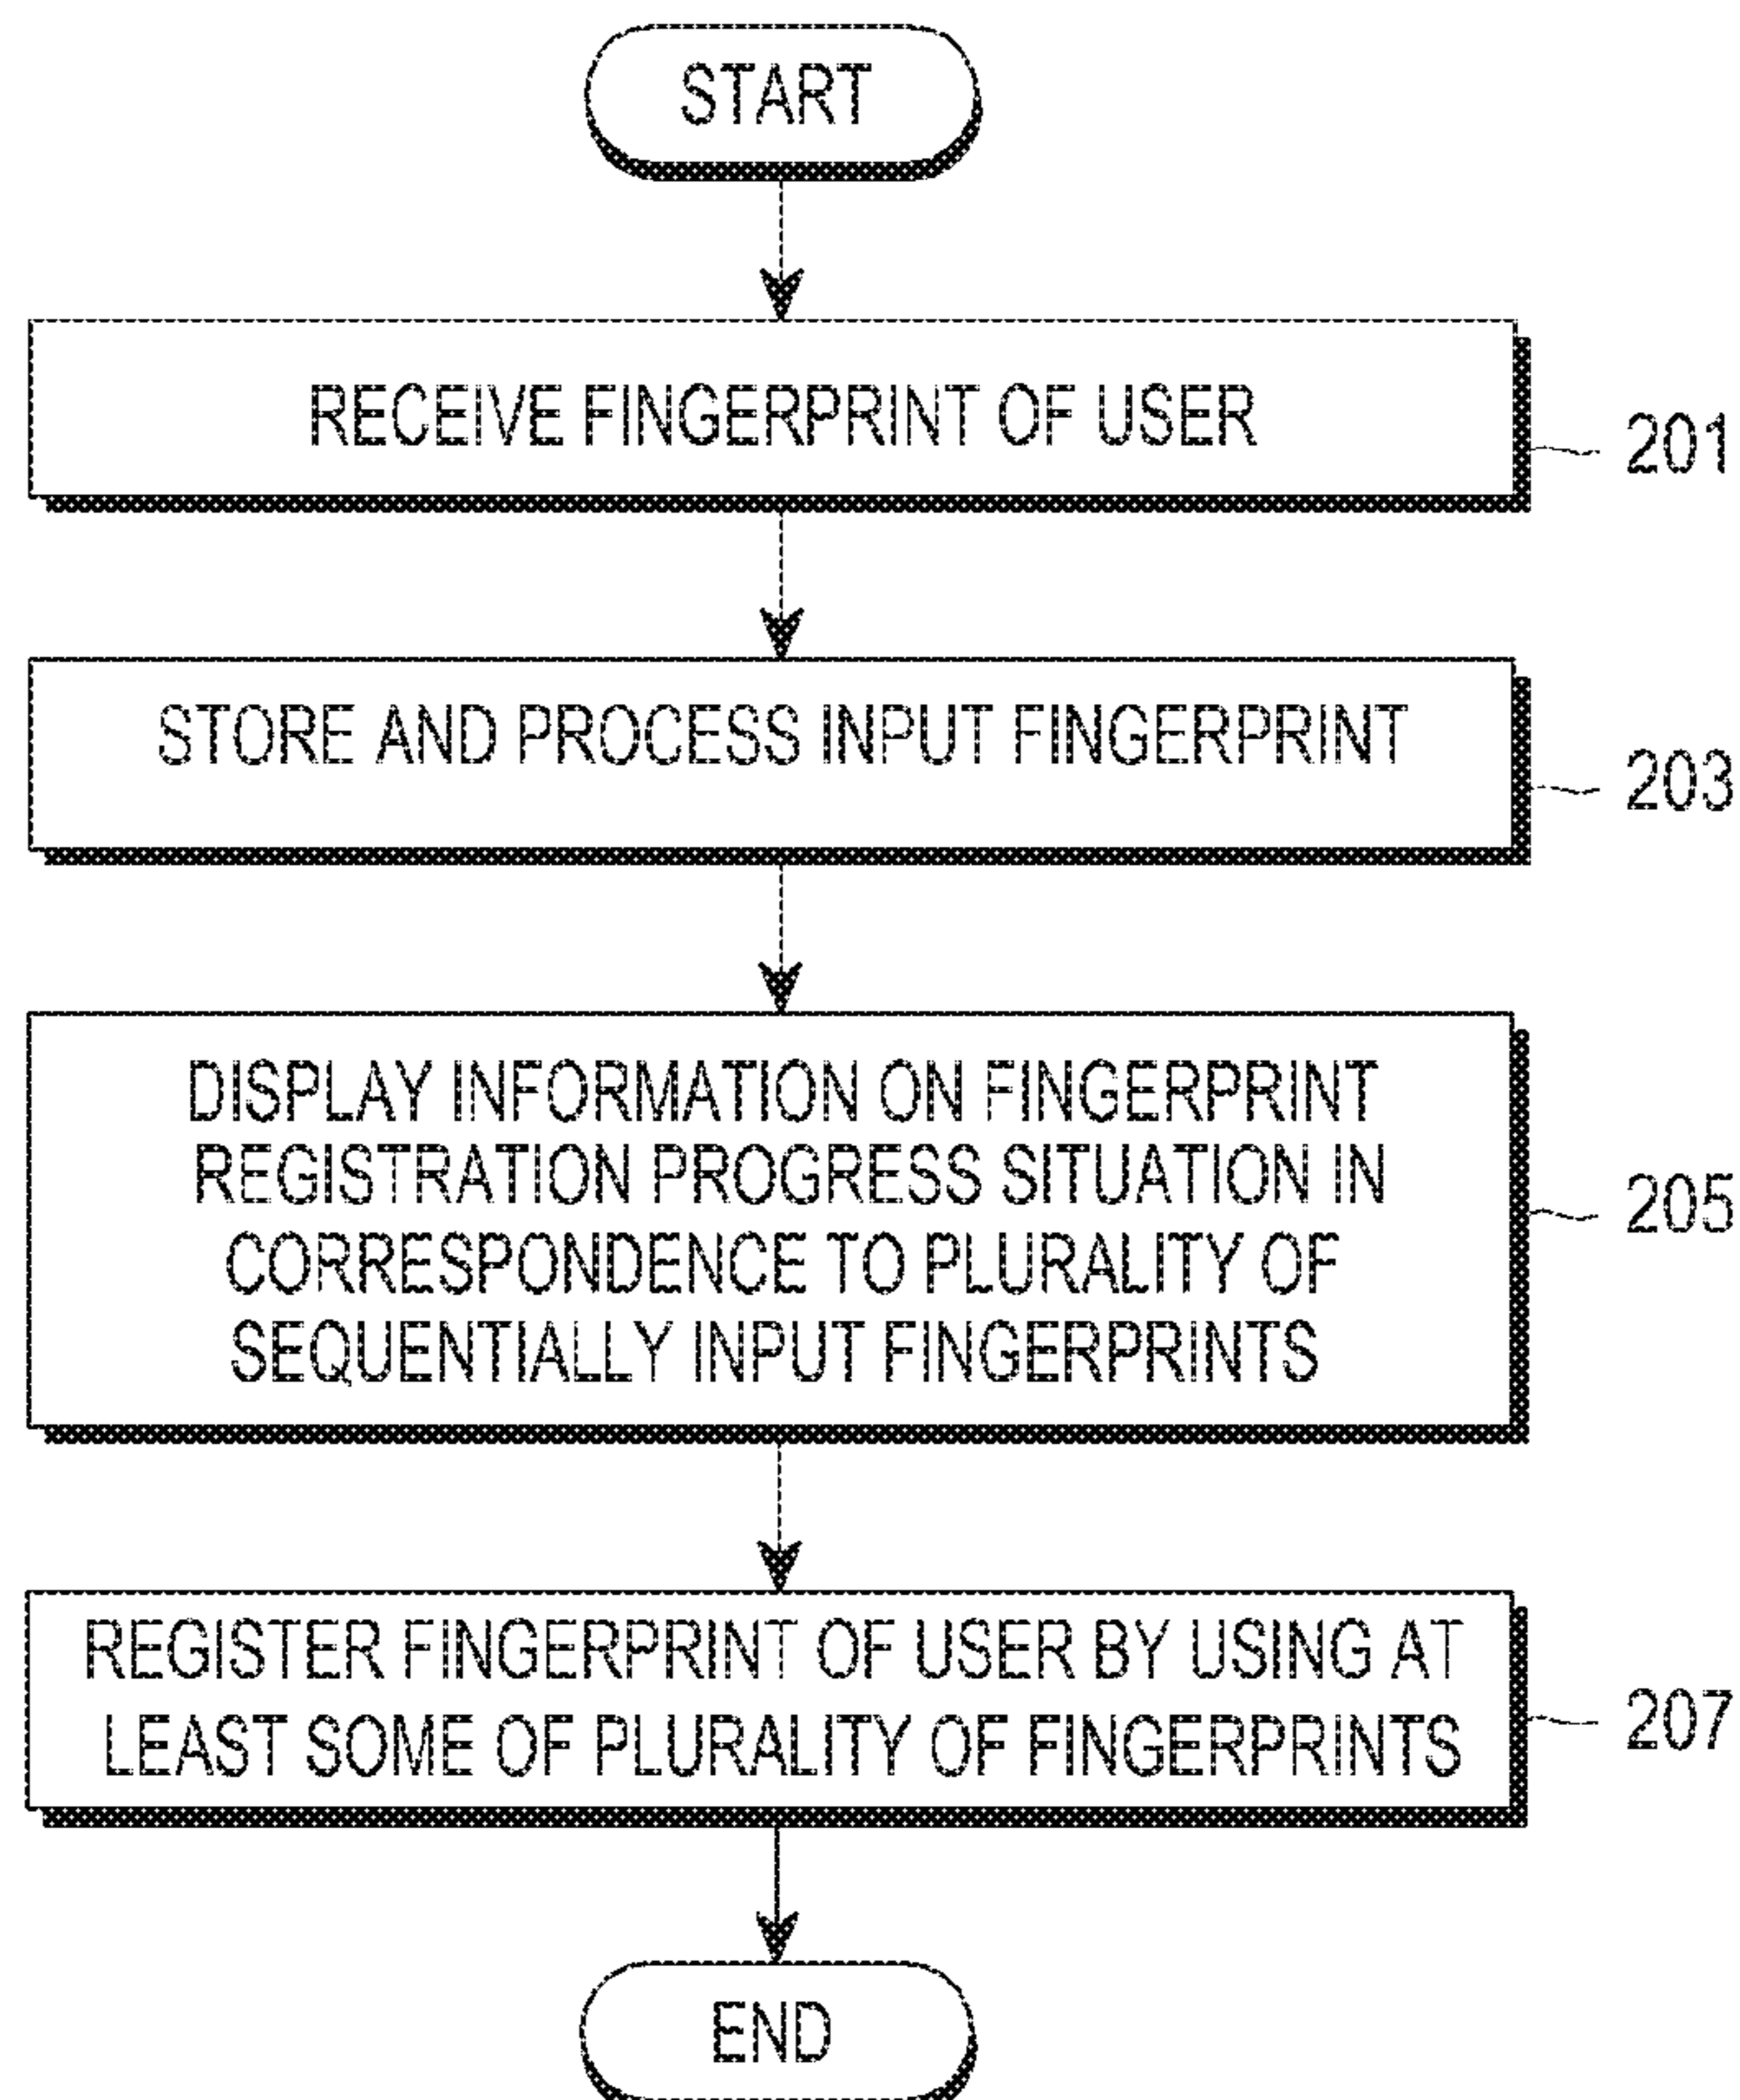 START
RECEIVE FINGERPRINT OF USER
201
STORE AND PROCESS INPUT FINGERPRINT
203
DISPLAY INFORMATION ON FINGERPRINT
REGISTRATION PROGRESS SITUATION IN
CORRESPONDENCE TO PLURALITY OF
SEQUENTIALLY INPUT FINGERPRINTS
205
REGISTER FINGERPRINT OF USER BY USING AT
LEAST SOME OF PLURALITY OF FINGERPRINTS
207
END